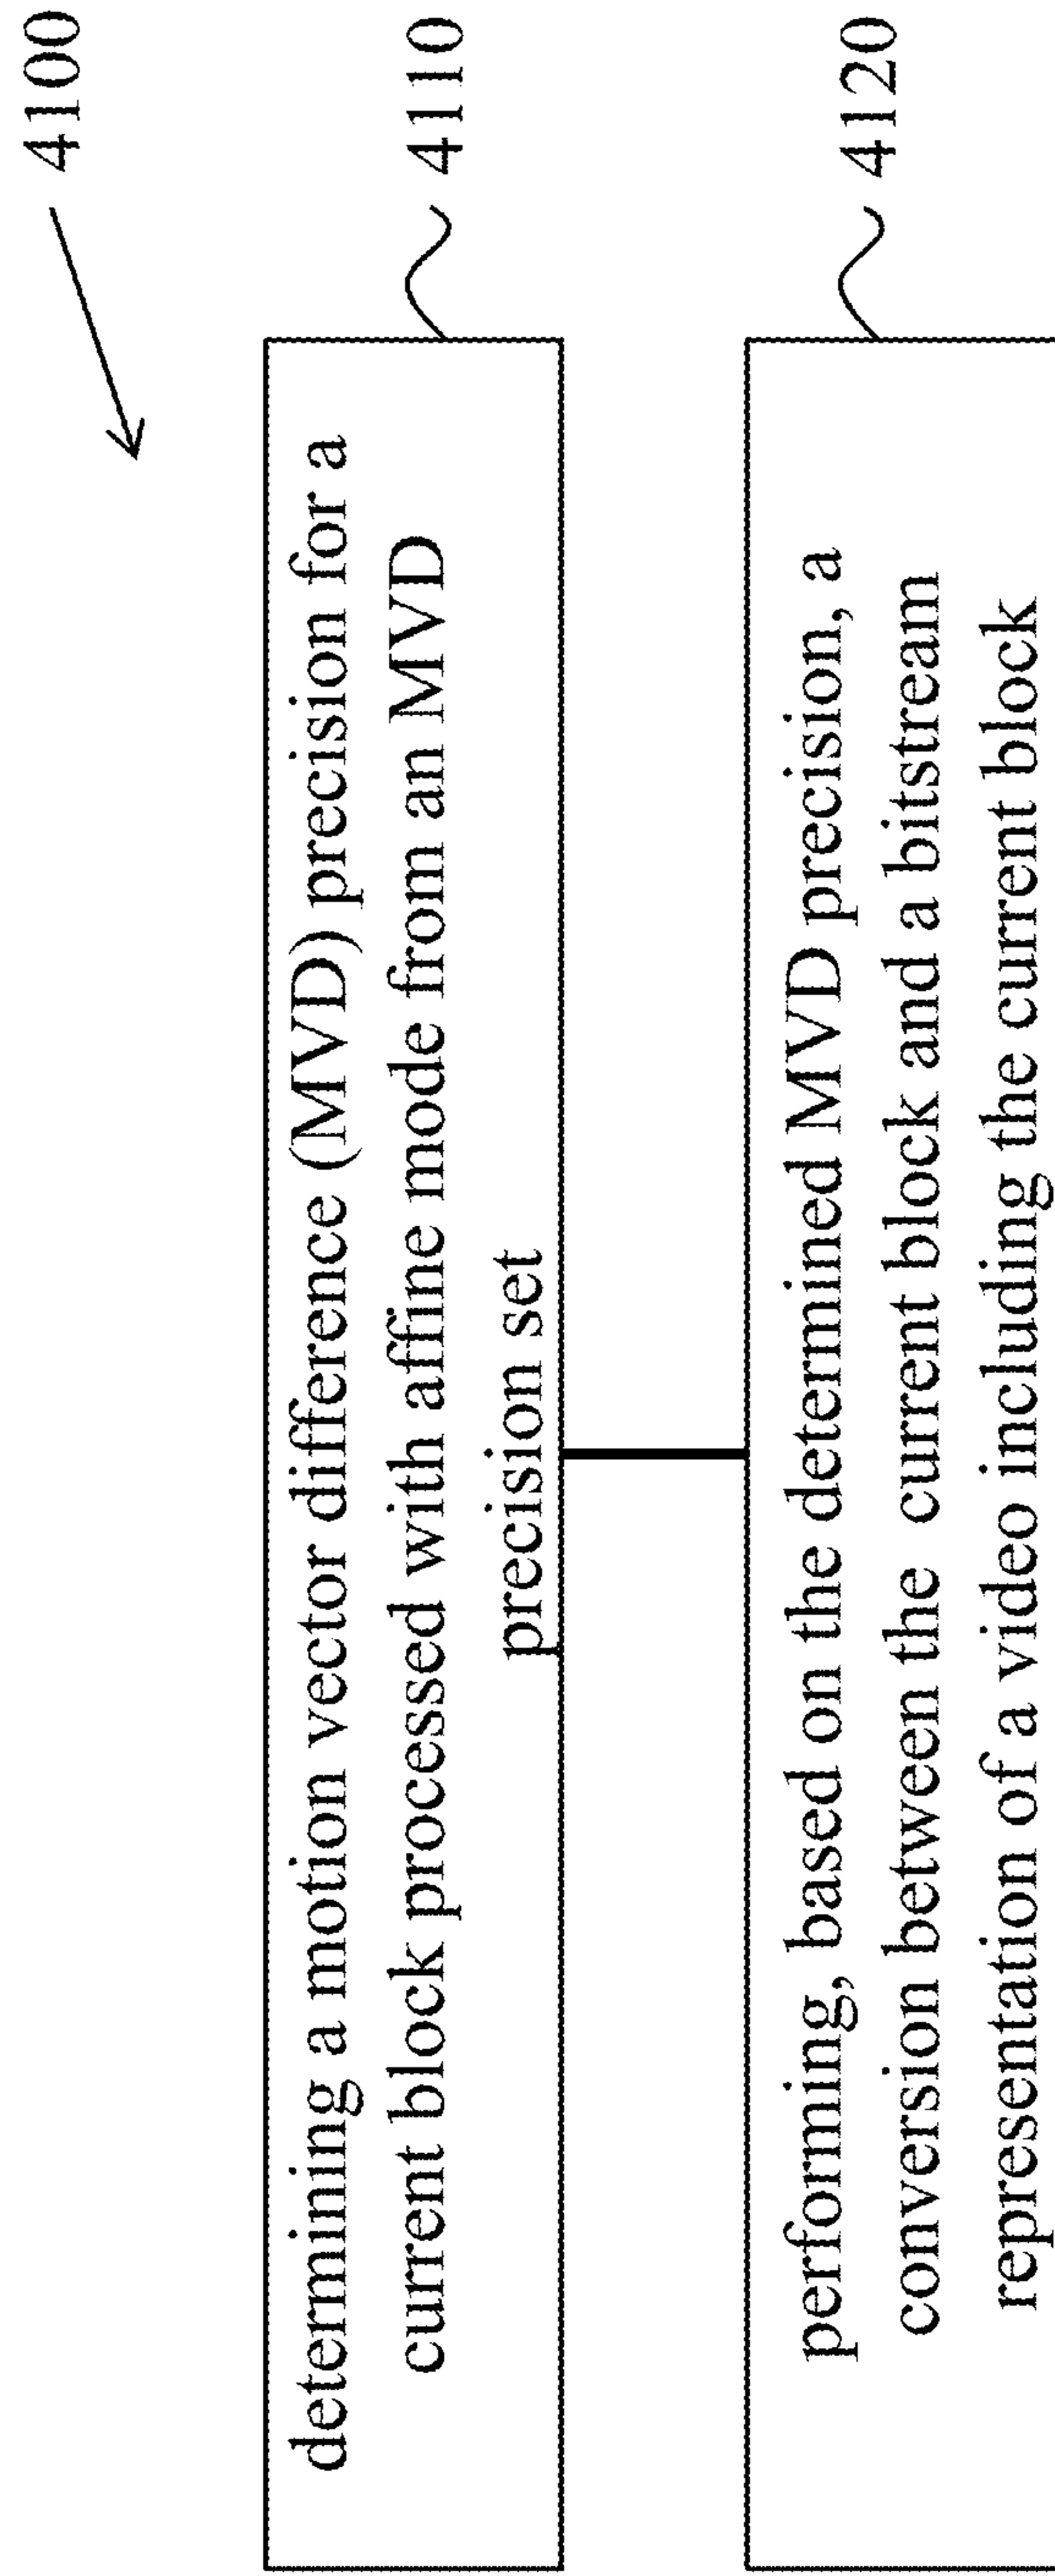 4100
determining a motion vector difference (MVD) precision for a
current block processed with affine mode from an MVD
precision set
4110
performing, based on the determined MVD precision, a
conversion between the current block and a bitstream
representation of a video including the current block
4120